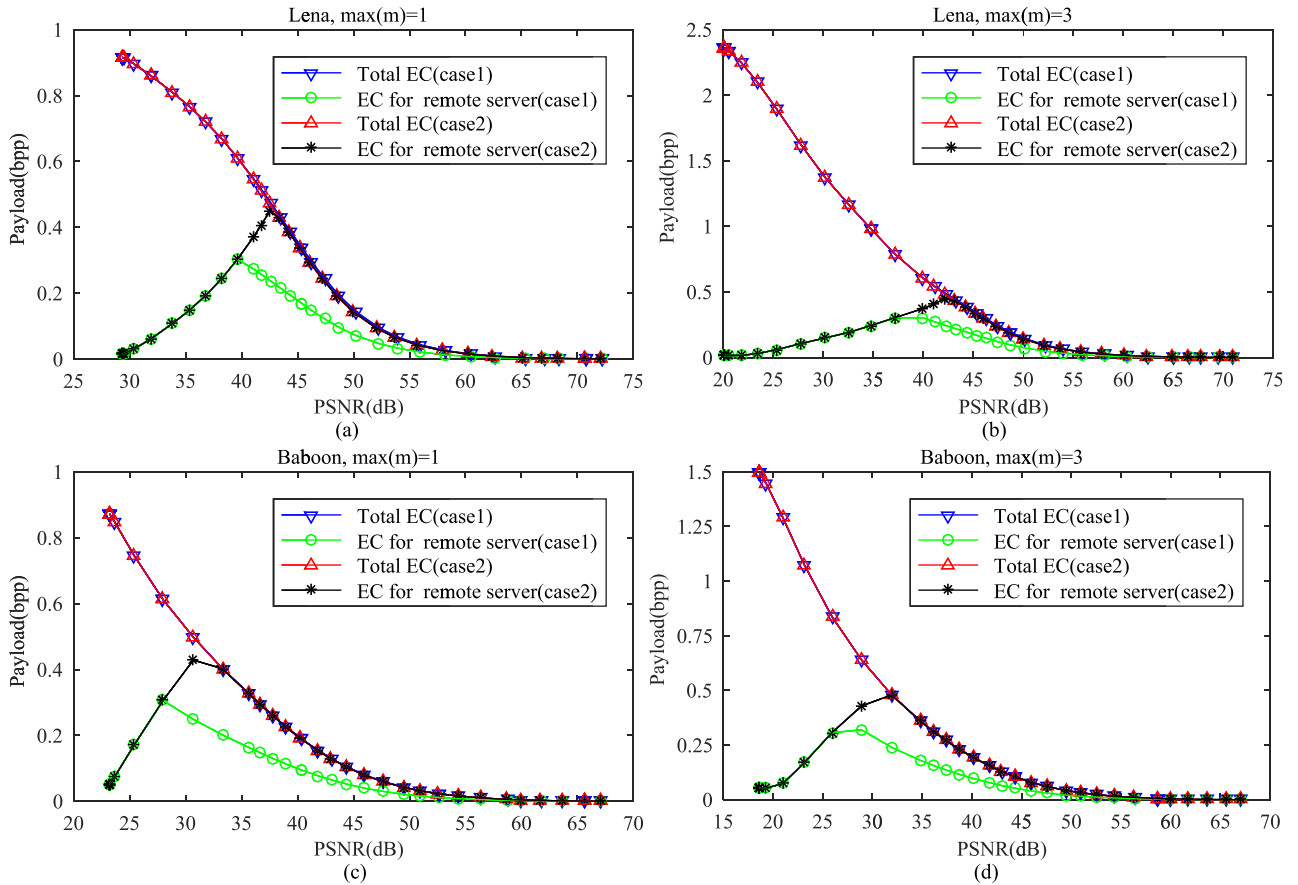 Lena, max(m)=1
1
0.8
0.6
0.4
0.2
0
Payload(bpp)
Total EC(case1)
EC for remote server(case1)
Total EC(case2)
EC for remote server(case2)
25 30 35 40 45 50 55 60 65 70 75
PSNR(dB)
(a)
Lena, max(m)=3
2.5
2
1.5
1
0.5
0
Payload(bpp)
Total EC(case1)
EC for remote server(case1)
Total EC(case2)
EC for remote server(case2)
20 25 30 35 40 45 50 55 60 65 70 75
PSNR(dB)
(b)
Baboon, max(m)=1
1
0.8
0.6
0.4
0.2
0
Payload(bpp)
Total EC(case1)
EC for remote server(case1)
Total EC(case2)
EC for remote server(case2)
20 25 30 35 40 45 50 55 60 65 70
PSNR(dB)
(c)
Baboon, max(m)=3
1.5
1.25
1
0.75
0.5
0.25
0
Payload(bpp)
Total EC(case1)
EC for remote server(case1)
Total EC(case2)
EC for remote server(case2)
15 20 25 30 35 40 45 50 55 60 65 70
PSNR(dB)
(d)